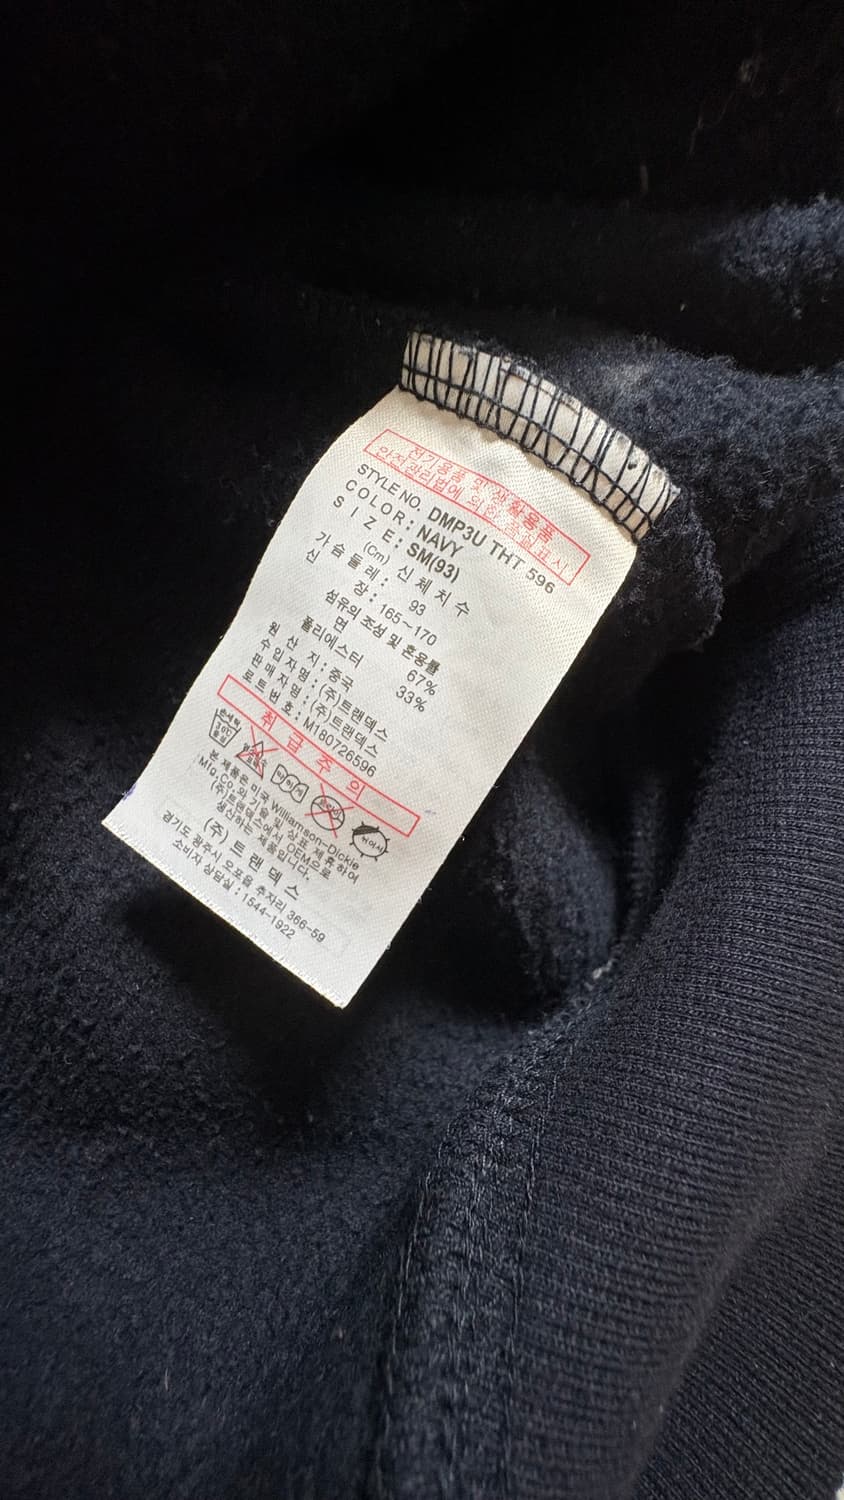 전기용품 및 생활용품
안전관리법에 의한 품질표시
STYLE NO. DMP3U THT 596
COLOR: NAVY
SIZE: SM(93)
(Cm) 신체치수
가슴둘레: 93
신 장: 165~170
섬유의 조성 및 혼용률
면 67%
폴리에스터 33%
원 산 지: 중국
수입자명: (주)트랜덱스
판매자명: (주)트랜덱스
로트번호: M180726596
취급주의
손세탁 30℃ 중성
본 제품은 미국 Williamson-Dickie
Mfg.Co.와 기술 및 상표 제휴하여
(주)트랜덱스에서 OEM으로
생산하는 제품입니다.
(주) 트랜덱스
경기도 광주시 오포읍 추자리 366-59
소비자 상담실: 1544-1922